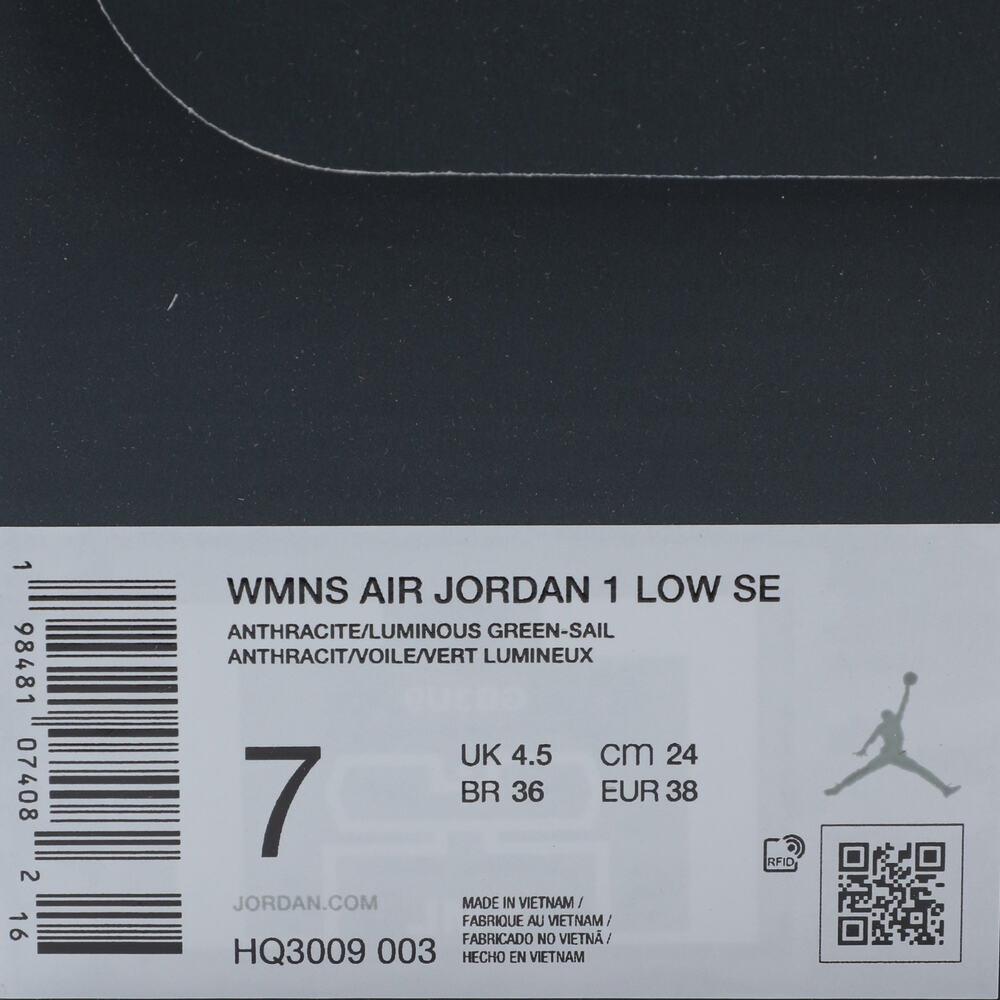 WMNS AIR JORDAN 1 LOW SE
ANTHRACITE/LUMINOUS GREEN-SAIL
ANTHRACIT/VOILE/VERT LUMINEUX
7
UK 4.5 cm 24
BR 36 EUR 38
RFID
JORDAN.COM
HQ3009 003
MADE IN VIETNAM /
FABRIQUE AU VIETNAM /
FABRICADO NO VIETNÃ /
HECHO EN VIETNAM
1 98481 07408 2 16